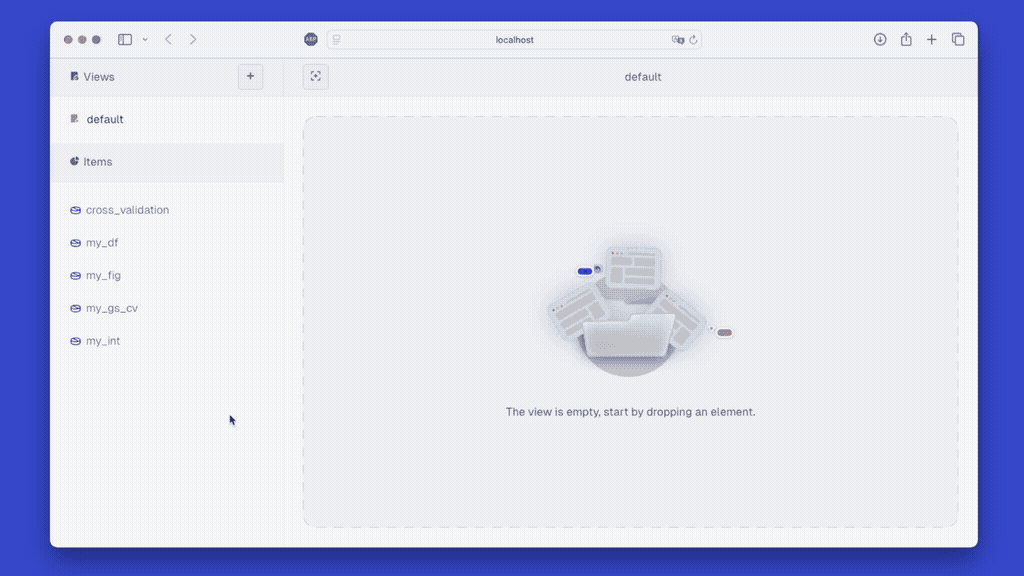 ABP
localhost
Views
+
default
default
Items
cross_validation
my_df
my_fig
my_gs_cv
my_int
The view is empty, start by dropping an element.